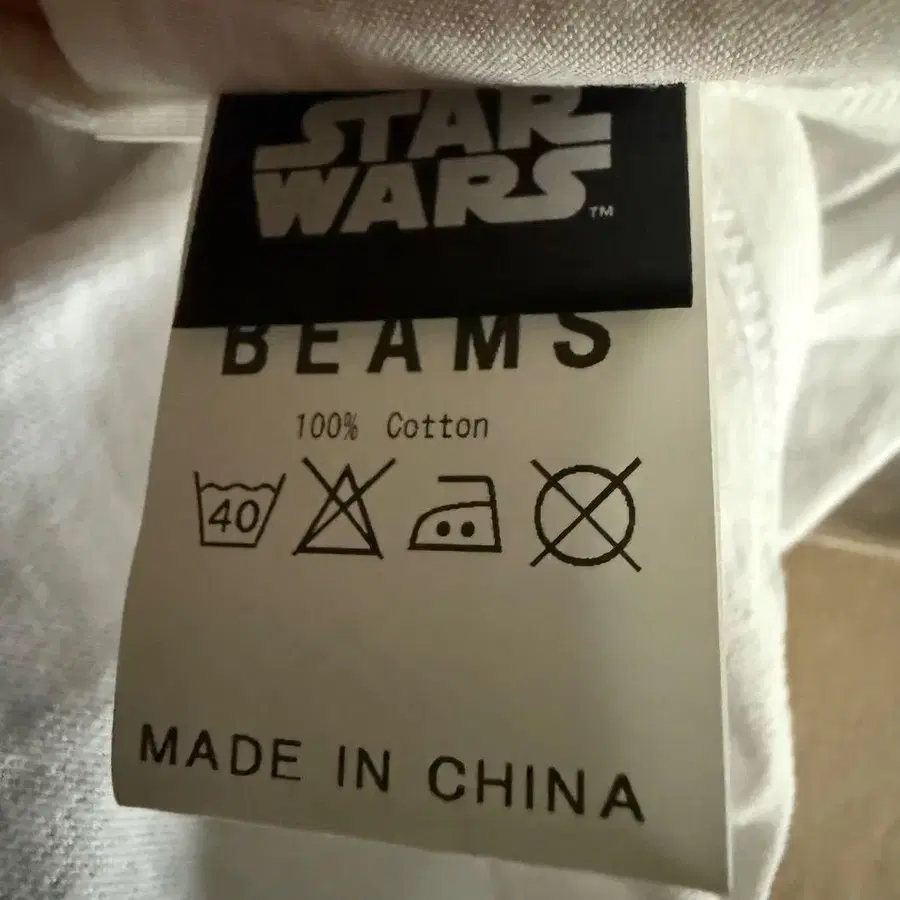 STAR
WARS
TM
BEAMS
100% Cotton
40
MADE IN CHINA